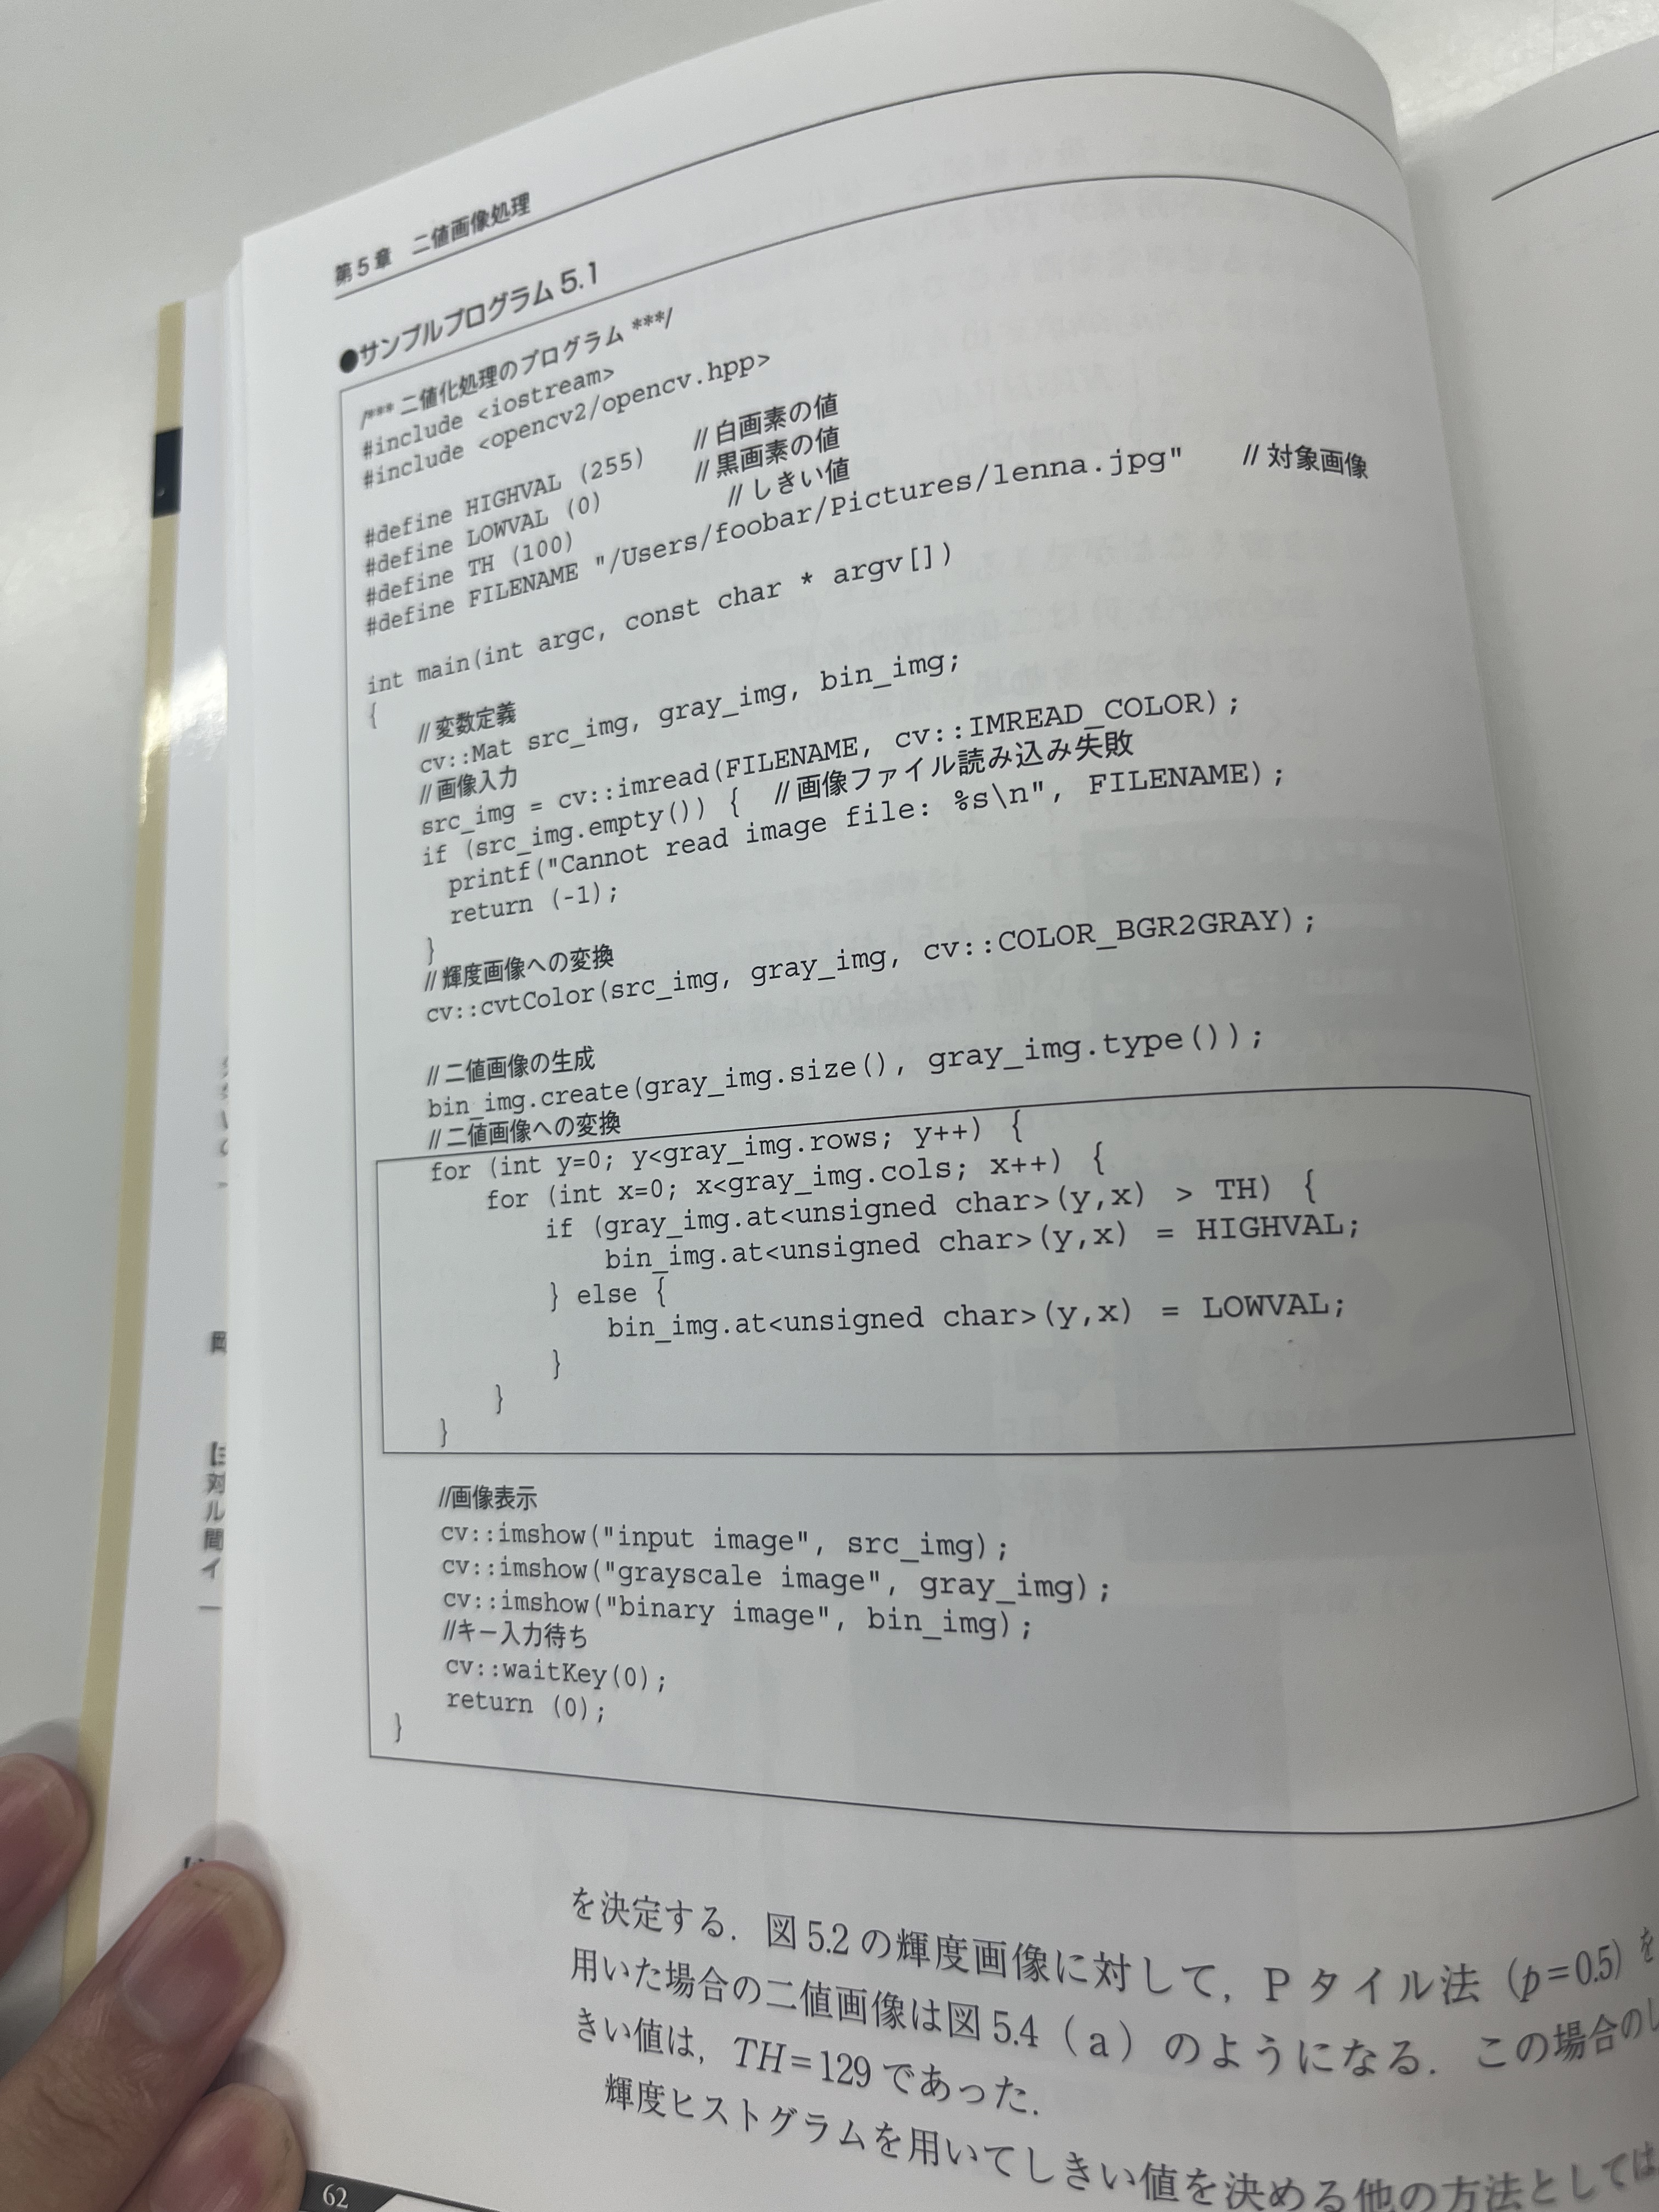 第5章 二値画像処理
●サンプルプログラム 5.1
/*** 二値化処理のプログラム ***/
#include <iostream>
#include <opencv2/opencv.hpp>
#define HIGHVAL (255) // 白画素の値
#define LOWVAL (0) // 黒画素の値
#define TH (100) // しきい値
#define FILENAME "/Users/foobar/Pictures/lenna.jpg" // 対象画像
int main(int argc, const char * argv[])
{
// 変数定義
cv::Mat src_img, gray_img, bin_img;
// 画像入力
src_img = cv::imread(FILENAME, cv::IMREAD_COLOR);
if (src_img.empty()) { // 画像ファイル読み込み失敗
printf("Cannot read image file: %s\n", FILENAME);
return (-1);
}
// 輝度画像への変換
cv::cvtColor(src_img, gray_img, cv::COLOR_BGR2GRAY);
// 二値画像の生成
bin_img.create(gray_img.size(), gray_img.type());
// 二値画像への変換
for (int y=0; y<gray_img.rows; y++) {
for (int x=0; x<gray_img.cols; x++) {
if (gray_img.at<unsigned char>(y,x) > TH) {
bin_img.at<unsigned char>(y,x) = HIGHVAL;
} else {
bin_img.at<unsigned char>(y,x) = LOWVAL;
}
}
}
//画像表示
cv::imshow("input image", src_img);
cv::imshow("grayscale image", gray_img);
cv::imshow("binary image", bin_img);
//キー入力待ち
cv::waitKey(0);
return (0);
}
を決定する. 図5.2の輝度画像に対して, Pタイル法 (p=0.5) を
用いた場合の二値画像は図5.4(a)のようになる. この場合のし
きい値は, TH=129であった.
輝度ヒストグラムを用いてしきい値を決める他の方法としては
62